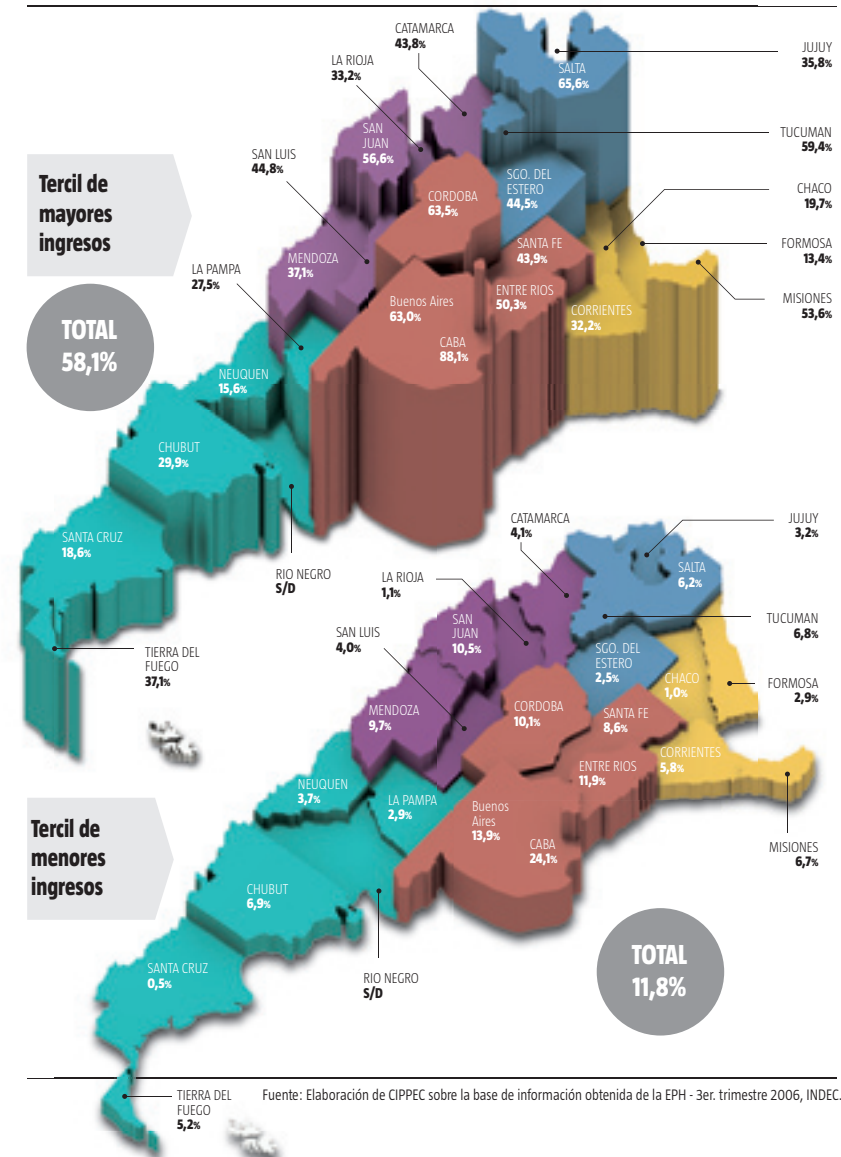 CATAMARCA
43,8%
JUJUY
35,8%
LA RIOJA
33,2%
SALTA
65,6%
SAN
JUAN
56,6%
TUCUMAN
59,4%
SAN LUIS
44,8%
SGO. DEL
ESTERO
44,5%
CHACO
19,7%
Tercil de
mayores
ingresos
CORDOBA
63,5%
SANTA FE
43,9%
FORMOSA
13,4%
MENDOZA
37,1%
LA PAMPA
27,5%
ENTRE RIOS
50,3%
MISIONES
53,6%
Buenos Aires
63,0%
CORRIENTES
32,2%
TOTAL
58,1%
CABA
88,1%
NEUQUEN
15,6%
CHUBUT
29,9%
SANTA CRUZ
18,6%
RIO NEGRO
S/D
TIERRA DEL
FUEGO
37,1%
CATAMARCA
4,1%
JUJUY
3,2%
LA RIOJA
1,1%
SALTA
6,2%
SAN
JUAN
10,5%
TUCUMAN
6,8%
SAN LUIS
4,0%
SGO. DEL
ESTERO
2,5%
CHACO
1,0%
FORMOSA
2,9%
MENDOZA
9,7%
CORDOBA
10,1%
SANTA FE
8,6%
CORRIENTES
5,8%
ENTRE RIOS
11,9%
NEUQUEN
3,7%
LA PAMPA
2,9%
Buenos
Aires
13,9%
CABA
24,1%
MISIONES
6,7%
Tercil de
menores
ingresos
CHUBUT
6,9%
SANTA CRUZ
0,5%
RIO NEGRO
S/D
TOTAL
11,8%
TIERRA DEL
FUEGO
5,2%
Fuente: Elaboración de CIPPEC sobre la base de información obtenida de la EPH - 3er. trimestre 2006, INDEC.